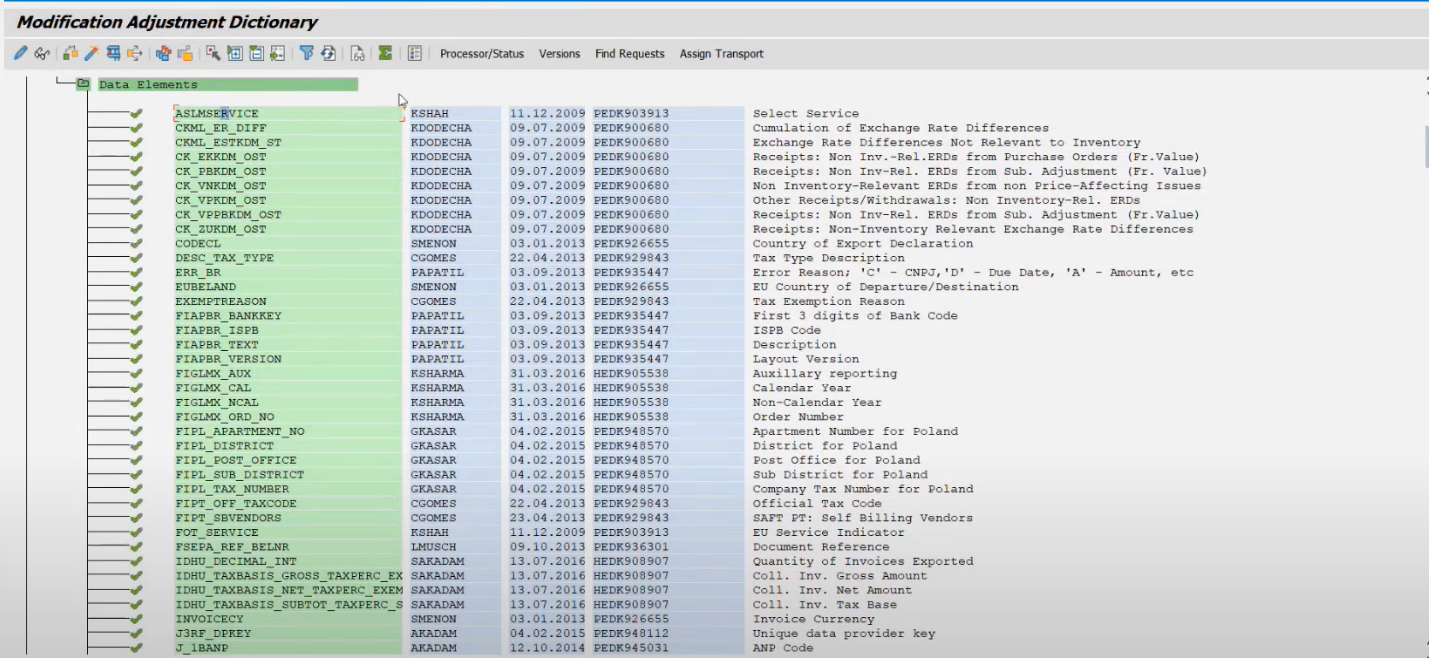 Modification Adjustment Dictionary
Processor/Status Versions Find Requests Assign Transport
Data Elements
ASLMSERVICE KSHAH 11.12.2009 PEDK903913 Select Service
CKML_ER_DIFF KDODECHA 09.07.2009 PEDK900680 Cumulation of Exchange Rate Differences
CKML_ESTKDM_ST KDODECHA 09.07.2009 PEDK900680 Exchange Rate Differences Not Relevant to Inventory
CK_EKKDM_OST KDODECHA 09.07.2009 PEDK900680 Receipts: Non Inv.-Rel.ERDs from Purchase Orders (Fr.Value)
CK_PBKDM_OST KDODECHA 09.07.2009 PEDK900680 Receipts: Non Inv-Rel. ERDs from Sub. Adjustment (Fr. Value)
CK_VNKDM_OST KDODECHA 09.07.2009 PEDK900680 Non Inventory-Relevant ERDs from non Price-Affecting Issues
CK_VPKDM_OST KDODECHA 09.07.2009 PEDK900680 Other Receipts/Withdrawals: Non Inventory-Rel. ERDs
CK_VPPBKDM_OST KDODECHA 09.07.2009 PEDK900680 Receipts: Non Inv-Rel. ERDs from Sub. Adjustment (Fr.Value)
CK_ZUKDM_OST KDODECHA 09.07.2009 PEDK900680 Receipts: Non-Inventory Relevant Exchange Rate Differences
CODECL SMENON 03.01.2013 PEDK926655 Country of Export Declaration
DESC_TAX_TYPE CGOMES 22.04.2013 PEDK929843 Tax Type Description
ERR_BR PAPATIL 03.09.2013 PEDK935447 Error Reason; 'C' - CNPJ,'D' - Due Date, 'A' - Amount, etc
EUBELAND SMENON 03.01.2013 PEDK926655 EU Country of Departure/Destination
EXEMPTREASON CGOMES 22.04.2013 PEDK929843 Tax Exemption Reason
FIAPBR_BANKKEY PAPATIL 03.09.2013 PEDK935447 First 3 digits of Bank Code
FIAPBR_ISPB PAPATIL 03.09.2013 PEDK935447 ISPB Code
FIAPBR_TEXT PAPATIL 03.09.2013 PEDK935447 Description
FIAPBR_VERSION PAPATIL 03.09.2013 PEDK935447 Layout Version
FIGLMX_AUX KSHARMA 31.03.2016 HEDK905538 Auxillary reporting
FIGLMX_CAL KSHARMA 31.03.2016 HEDK905538 Calendar Year
FIGLMX_NCAL KSHARMA 31.03.2016 HEDK905538 Non-Calendar Year
FIGLMX_ORD_NO KSHARMA 31.03.2016 HEDK905538 Order Number
FIPL_APARTMENT_NO GKASAR 04.02.2015 PEDK948570 Apartment Number for Poland
FIPL_DISTRICT GKASAR 04.02.2015 PEDK948570 District for Poland
FIPL_POST_OFFICE GKASAR 04.02.2015 PEDK948570 Post Office for Poland
FIPL_SUB_DISTRICT GKASAR 04.02.2015 PEDK948570 Sub District for Poland
FIPL_TAX_NUMBER GKASAR 04.02.2015 PEDK948570 Company Tax Number for Poland
FIPT_OFF_TAXCODE CGOMES 22.04.2013 PEDK929843 Official Tax Code
FIPT_SBVENDORS CGOMES 23.04.2013 PEDK929843 SAFT PT: Self Billing Vendors
FOT_SERVICE KSHAH 11.12.2009 PEDK903913 EU Service Indicator
FSEPA_REF_BELNR LMUSCH 09.10.2013 PEDK936301 Document Reference
IDHU_DECIMAL_INT SAKADAM 13.07.2016 HEDK908907 Quantity of Invoices Exported
IDHU_TAXBASIS_GROSS_TAXPERC_EX SAKADAM 13.07.2016 HEDK908907 Coll. Inv. Gross Amount
IDHU_TAXBASIS_NET_TAXPERC_EXEM SAKADAM 13.07.2016 HEDK908907 Coll. Inv. Net Amount
IDHU_TAXBASIS_SUBTOT_TAXPERC_S SAKADAM 13.07.2016 HEDK908907 Coll. Inv. Tax Base
INVOICECY SMENON 03.01.2013 PEDK926655 Invoice Currency
J3RF_DPKEY AKADAM 04.02.2015 PEDK948112 Unique data provider key
J_1BANP AKADAM 12.10.2014 PEDK945031 ANP Code